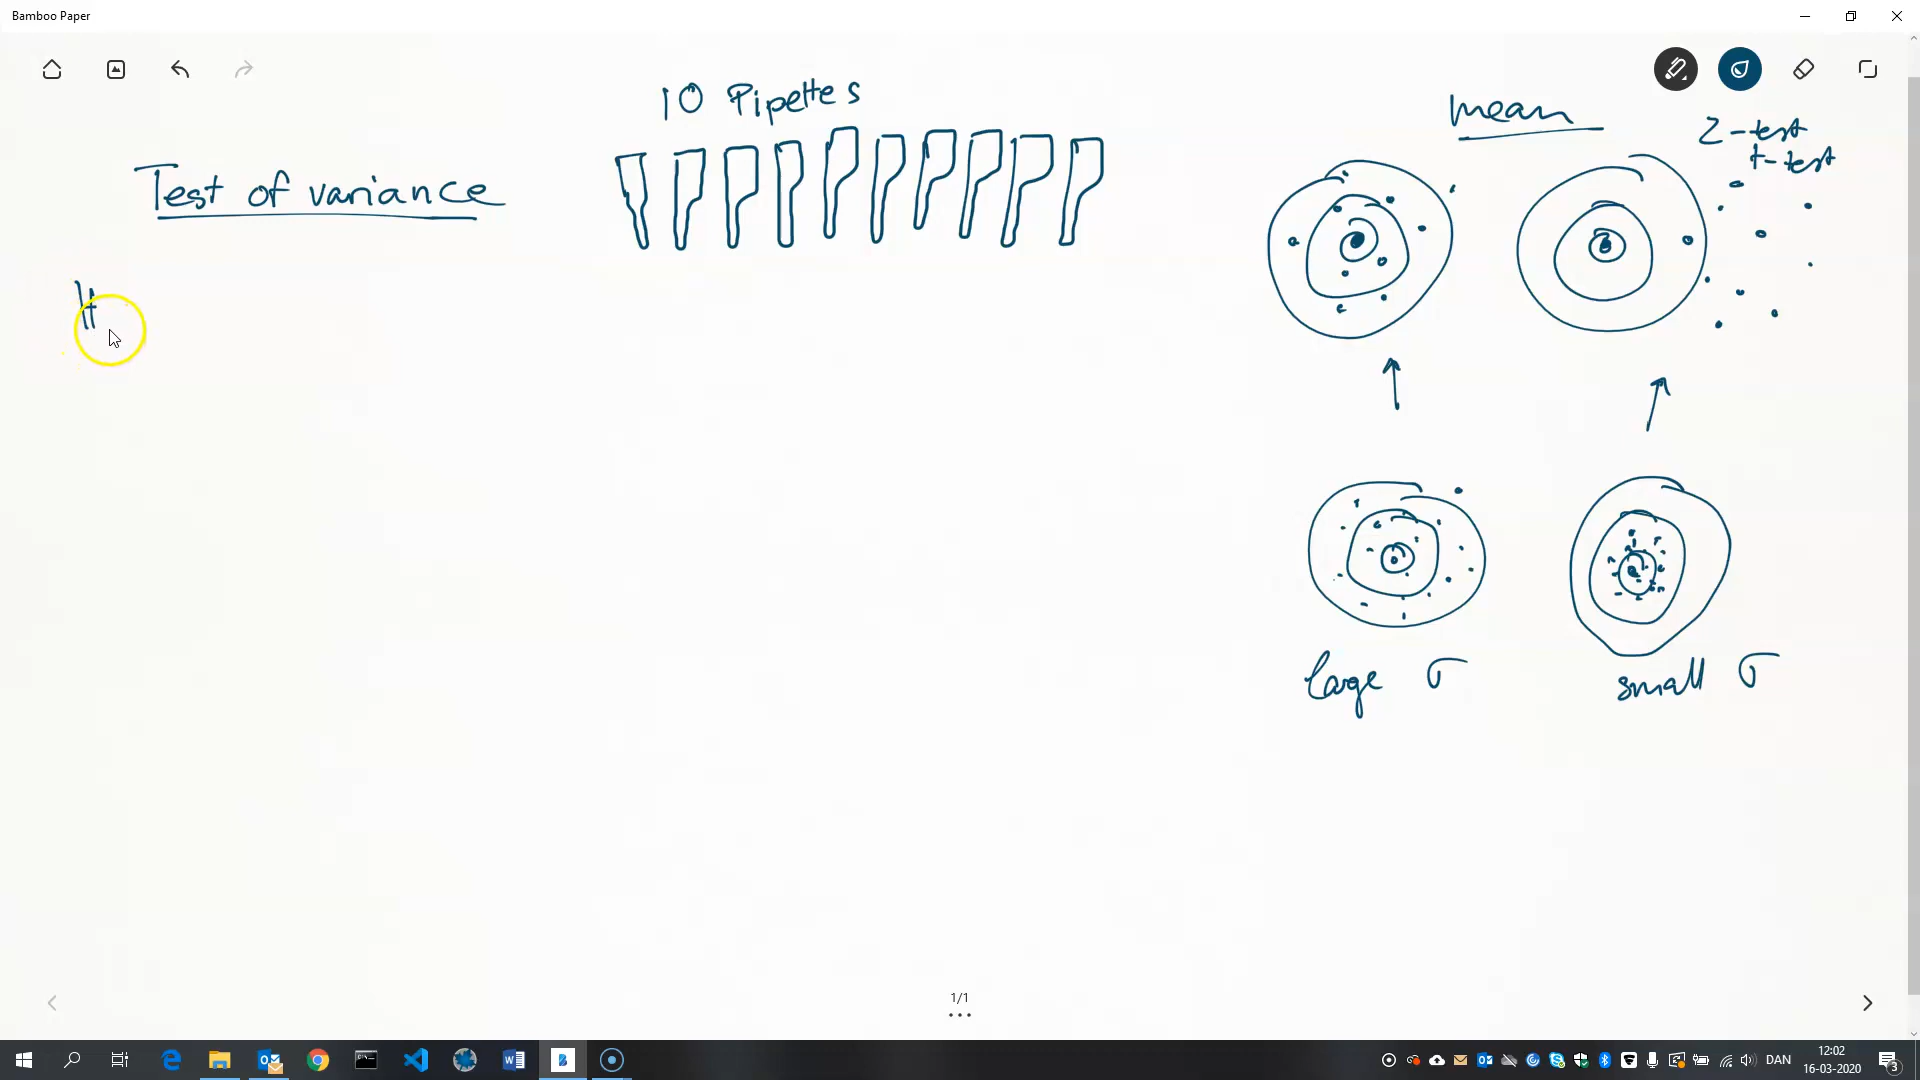 Bamboo Paper
10 Pipettes
Test of variance
H
mean
Z-test
t-test
large σ
small σ
1/1
DAN
12:02
16-03-2020
3